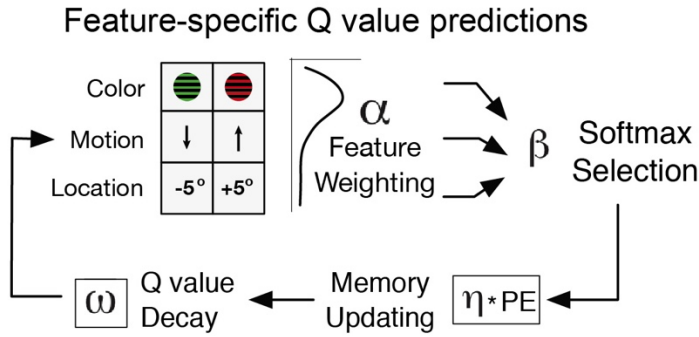 Feature-specific Q value predictions
Color
Motion
Location
-5° +5°
α
Feature
Weighting
β
Softmax
Selection
η*PE
Memory
Updating
Q value
Decay
ω